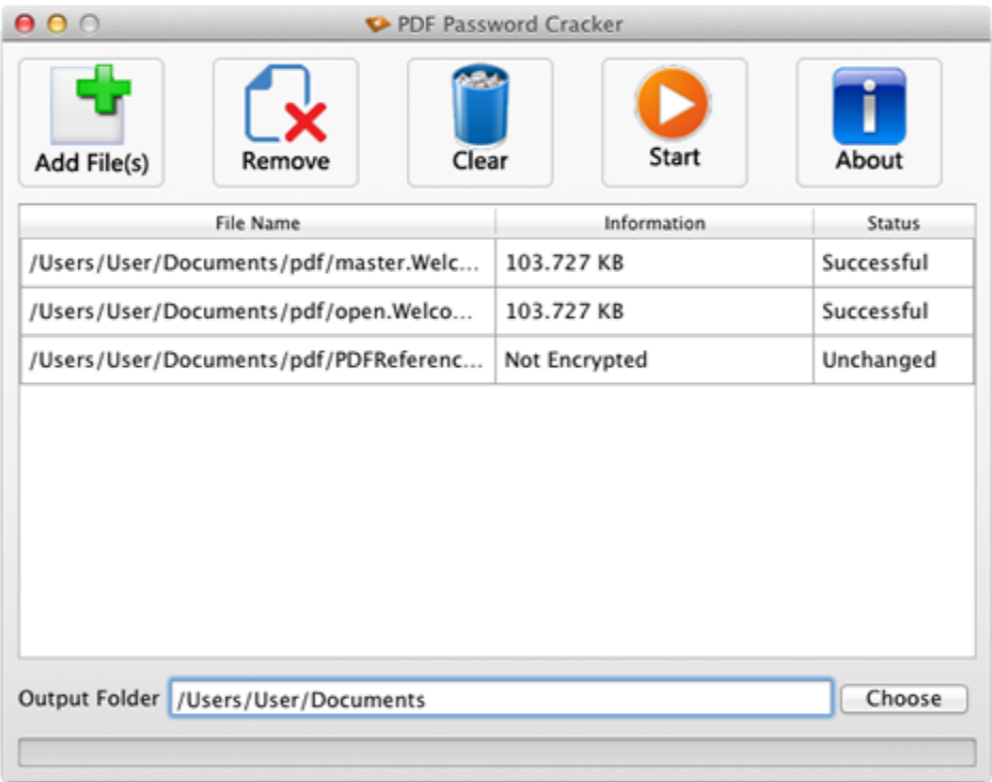 PDF Password Cracker
Add File(s) Remove Clear Start About
File Name Information Status
/Users/User/Documents/pdf/master.Welc... 103.727 KB Successful
/Users/User/Documents/pdf/open.Welco... 103.727 KB Successful
/Users/User/Documents/pdf/PDFReferenc... Not Encrypted Unchanged
Output Folder /Users/User/Documents Choose